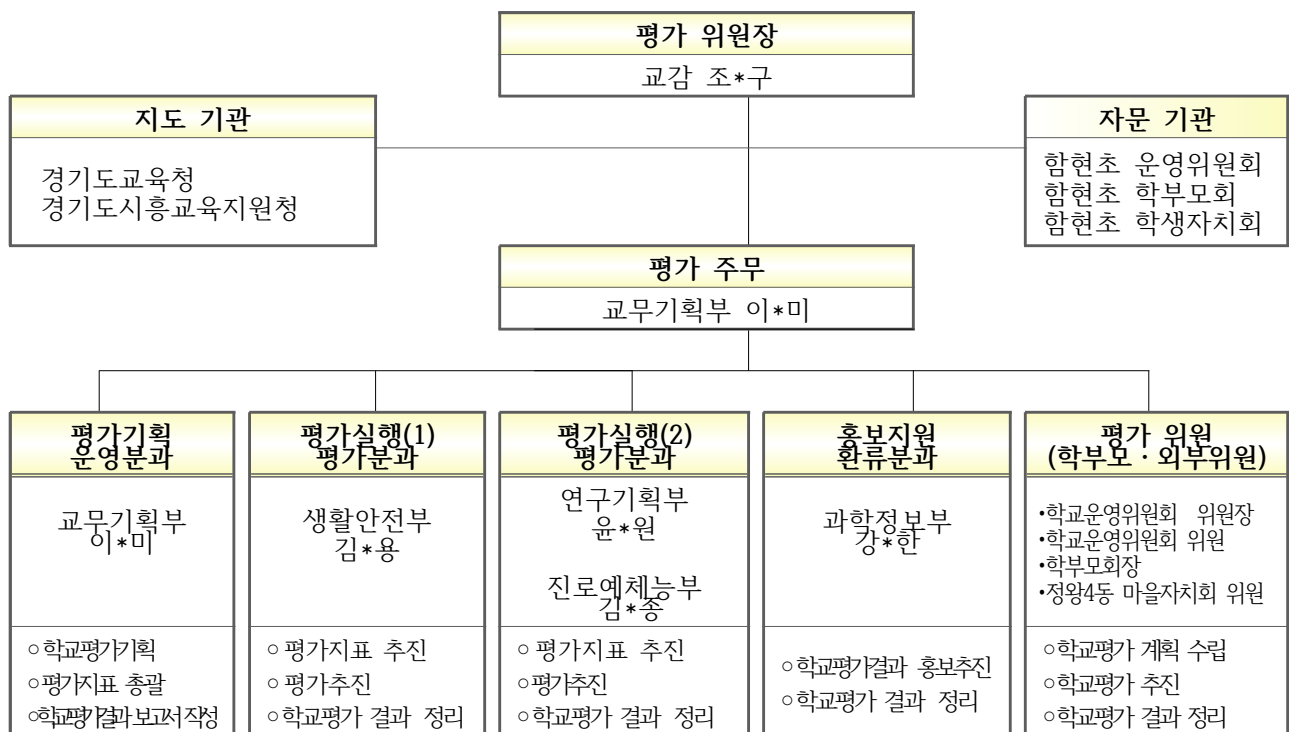 평가 위원장
교감 조*구
지도 기관
경기도교육청
경기도시흥교육지원청
자문 기관
함현초 운영위원회
함현초 학부모회
함현초 학생자치회
평가 주무
교무기획부 이*미
평가기획
운영분과
교무기획부
이*미
○학교평가기획
○평가지표 총괄
○학교평가결과보고서작성
평가실행(1)
평가분과
생활안전부
김*용
○평가지표 추진
○평가추진
○학교평가 결과 정리
평가실행(2)
평가분과
연구기획부
윤*원
진로예체능부
김*종
○평가지표 추진
○평가추진
○학교평가 결과 정리
홍보지원
환류분과
과학정보부
강*한
○학교평가결과 홍보추진
○학교평가 결과 정리
평가 위원
(학부모·외부위원)
•학교운영위원회 위원장
•학교운영위원회 위원
•학부모회장
•정왕4동 마을자치회 위원
○학교평가 계획 수립
○학교평가 추진
○학교평가 결과 정리